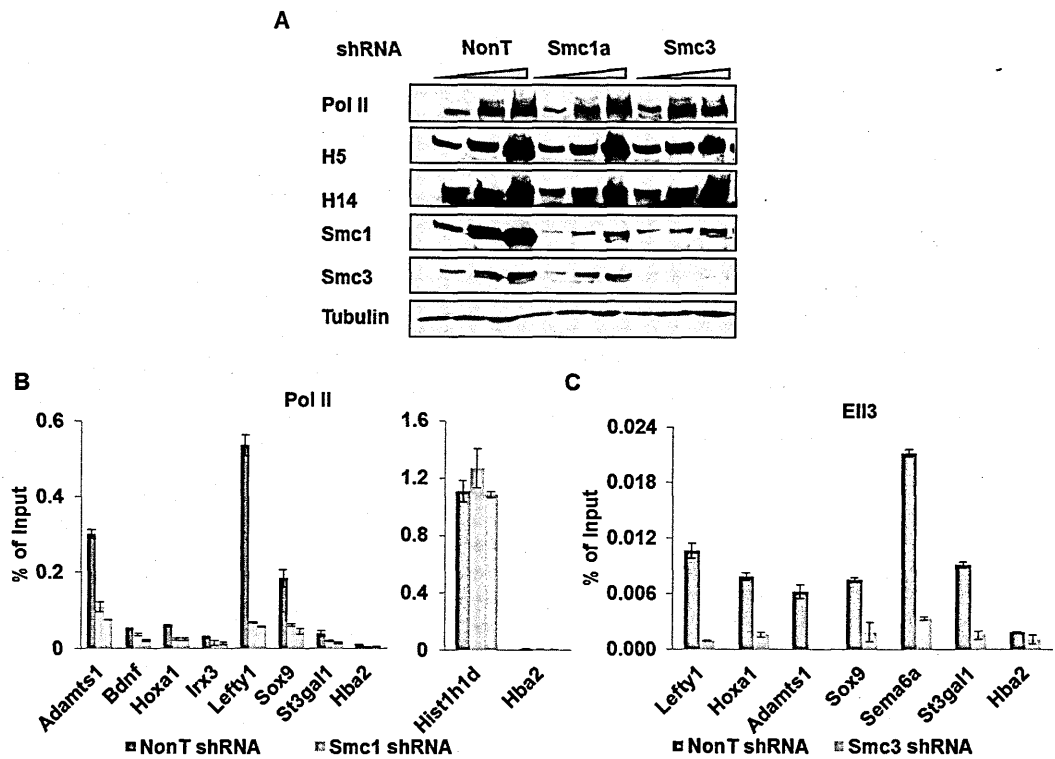 A
shRNA NonT Smc1a Smc3
Pol II
H5
H14
Smc1
Smc3
Tubulin
B
Pol II
% of Input
0.6
0.4
0.2
0
Adamts1
Bdnf
Hoxa1
Irx3
Lefty1
Sox9
St3gal1
Hba2
1.6
1.2
0.8
0.4
0
Hist1h1d
Hba2
NonT shRNA Smc1 shRNA
C
Ell3
% of Input
0.024
0.018
0.012
0.006
0.000
Lefty1
Hoxa1
Adamts1
Sox9
Sema6a
St3gal1
Hba2
NonT shRNA Smc3 shRNA